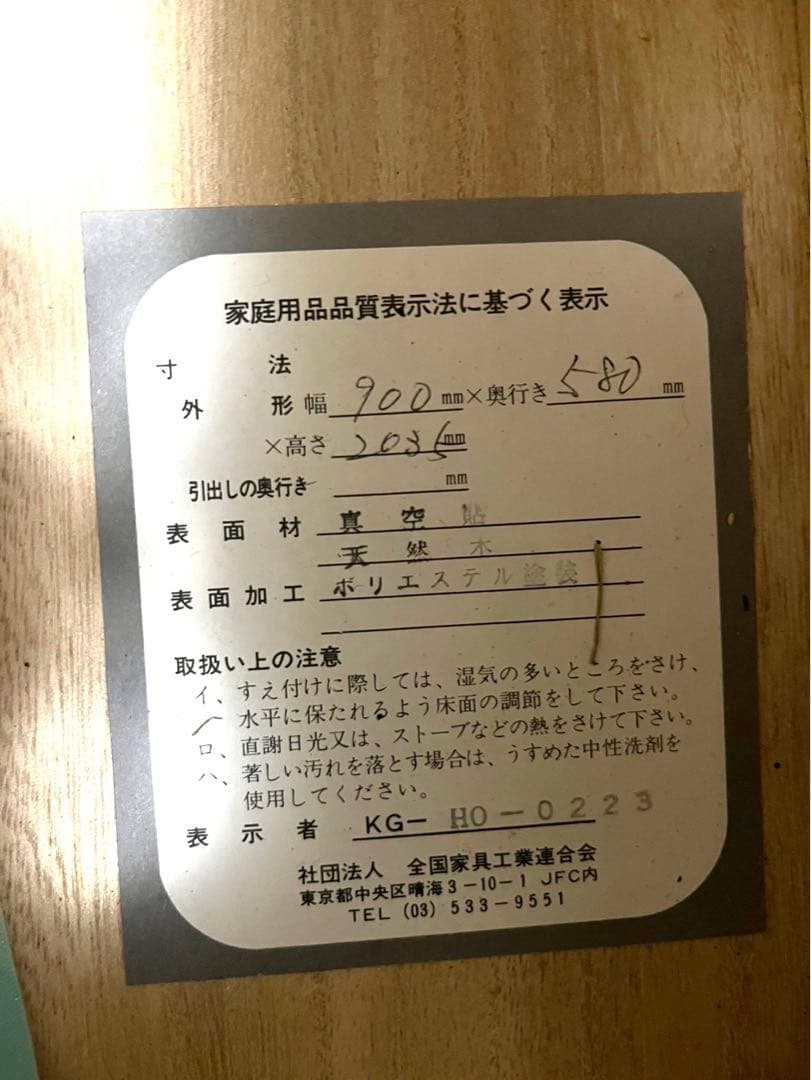 家庭用品品質表示法に基づく表示
寸法
外形 幅 900 mm × 奥行き 580 mm
×高さ 2035 mm
引出しの奥行き mm
表面材 真空貼
天然木
表面加工 ポリエステル塗装
取扱い上の注意
イ、すえ付けに際しては、湿気の多いところをさけ、
水平に保たれるよう床面の調節をして下さい。
ロ、直謝日光又は、ストーブなどの熱をさけて下さい。
ハ、著しい汚れを落とす場合は、うすめた中性洗剤を
使用してください。
表示者 KG- HO-0223
社団法人 全国家具工業連合会
東京都中央区晴海3-10-1 JFC内
TEL (03) 533-9551